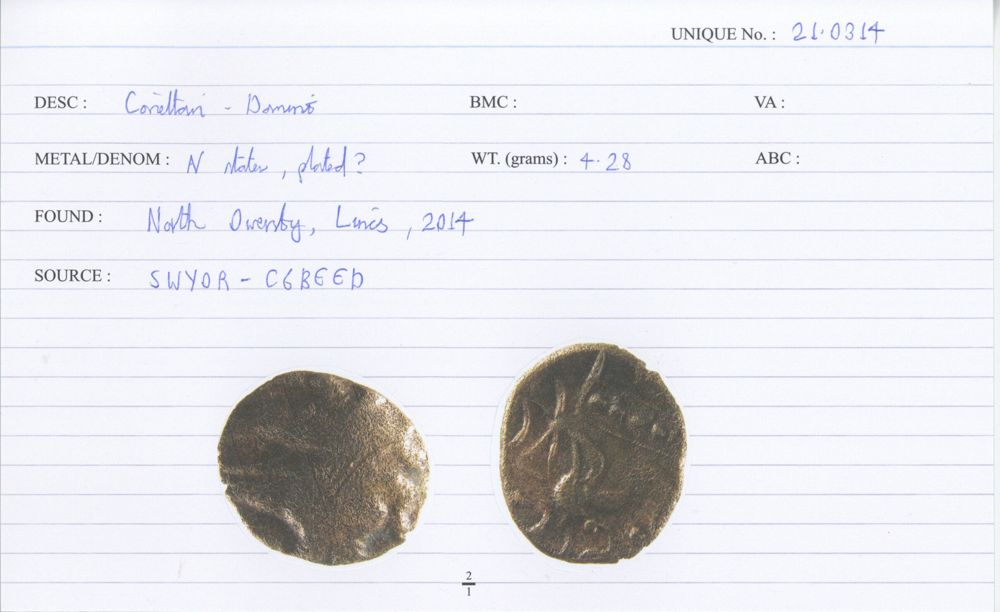 UNIQUE No. : 21.0314
DESC : Corieltavi - Domino
BMC :
VA :
METAL/DENOM : N stater, plated?
WT. (grams) : 4.28
ABC :
FOUND : North Owersby, Lincs, 2014
SOURCE : SWYOR - C6BEED
2
1